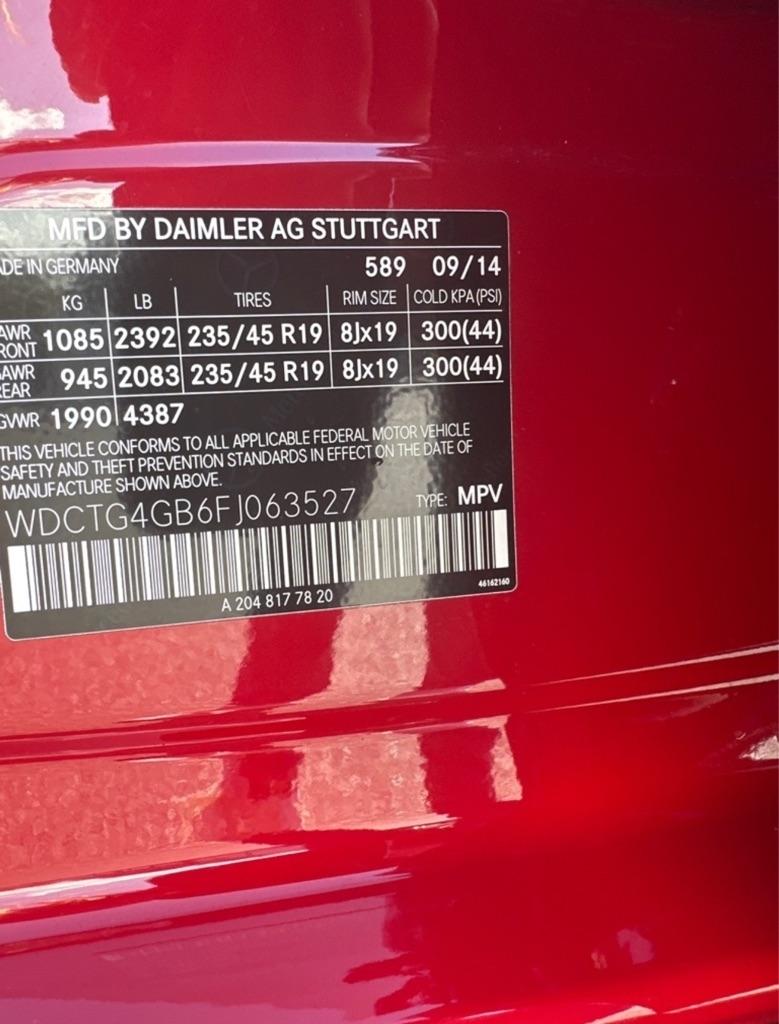 MFD BY DAIMLER AG STUTTGART
DE IN GERMANY 589 09/14
KG LB TIRES RIM SIZE COLD KPA(PSI)
AWR
RONT 1085 2392 235/45 R19 8Jx19 300(44)
AWR
EAR 945 2083 235/45 R19 8Jx19 300(44)
GVWR 1990 4387
THIS VEHICLE CONFORMS TO ALL APPLICABLE FEDERAL MOTOR VEHICLE
SAFETY AND THEFT PREVENTION STANDARDS IN EFFECT ON THE DATE OF
MANUFACTURE SHOWN ABOVE.
WDCTG4GB6FJ063527 TYPE: MPV
46162160
A 204 817 78 20